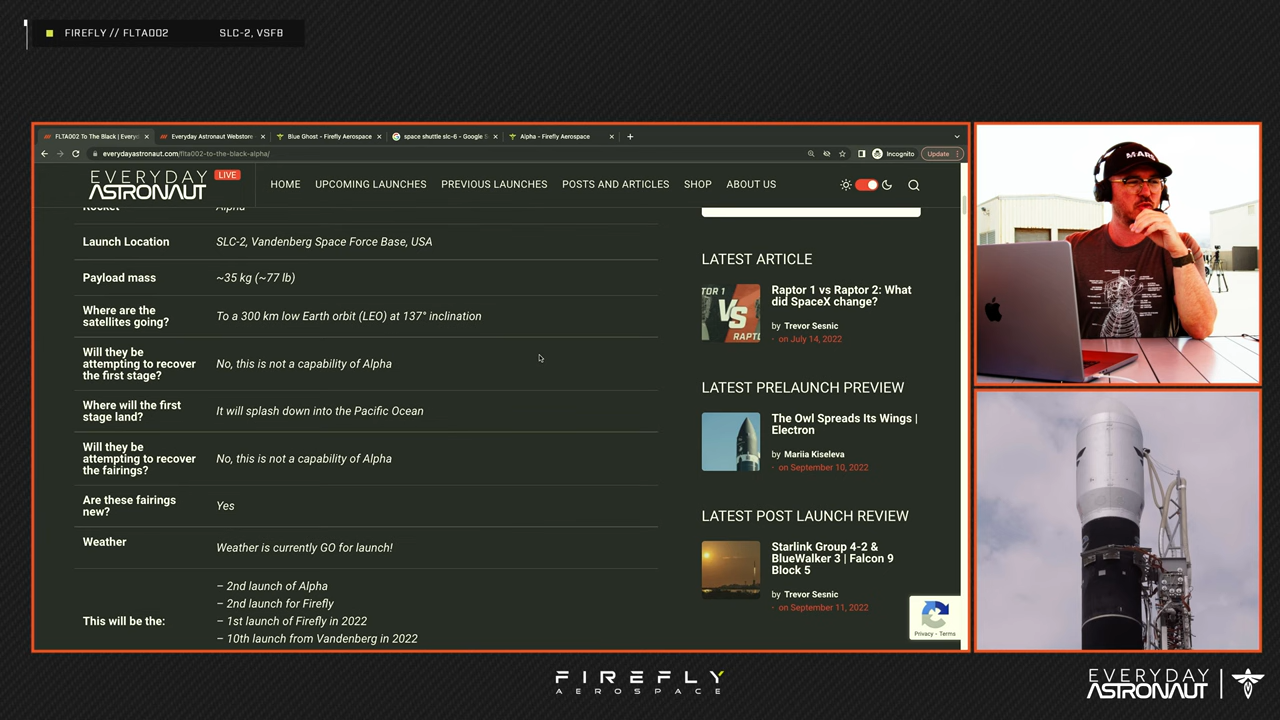 FIREFLY // FLTA002 SLC-2, VSFB
FLTA002 To The Black | Every
Everyday Astronaut Webstore
Blue Ghost - Firefly Aerospace
space shuttle slc-6 - Google S
Alpha - Firefly Aerospace
everydayastronaut.com/flta002-to-the-black-alpha/
Incognito
Update
EVERYDAY
ASTRONAUT
LIVE
HOME UPCOMING LAUNCHES PREVIOUS LAUNCHES POSTS AND ARTICLES SHOP ABOUT US
Rocket Alpha
Launch Location SLC-2, Vandenberg Space Force Base, USA
Payload mass ~35 kg (~77 lb)
Where are the
satellites going?
To a 300 km low Earth orbit (LEO) at 137° inclination
Will they be
attempting to recover
the first stage?
No, this is not a capability of Alpha
Where will the first
stage land?
It will splash down into the Pacific Ocean
Will they be
attempting to recover
the fairings?
No, this is not a capability of Alpha
Are these fairings
new?
Yes
Weather
Weather is currently GO for launch!
This will be the:
– 2nd launch of Alpha
– 2nd launch for Firefly
– 1st launch of Firefly in 2022
– 10th launch from Vandenberg in 2022
LATEST ARTICLE
TOR 1
VS
RAPTO
Raptor 1 vs Raptor 2: What
did SpaceX change?
by Trevor Sesnic
- on July 14, 2022
LATEST PRELAUNCH PREVIEW
The Owl Spreads Its Wings |
Electron
by Mariia Kiseleva
- on September 10, 2022
LATEST POST LAUNCH REVIEW
Starlink Group 4-2 &
BlueWalker 3 | Falcon 9
Block 5
by Trevor Sesnic
- on September 11, 2022
Privacy - Terms
MARS
FIREFLY
AEROSPACE
EVERYDAY
ASTRONAUT